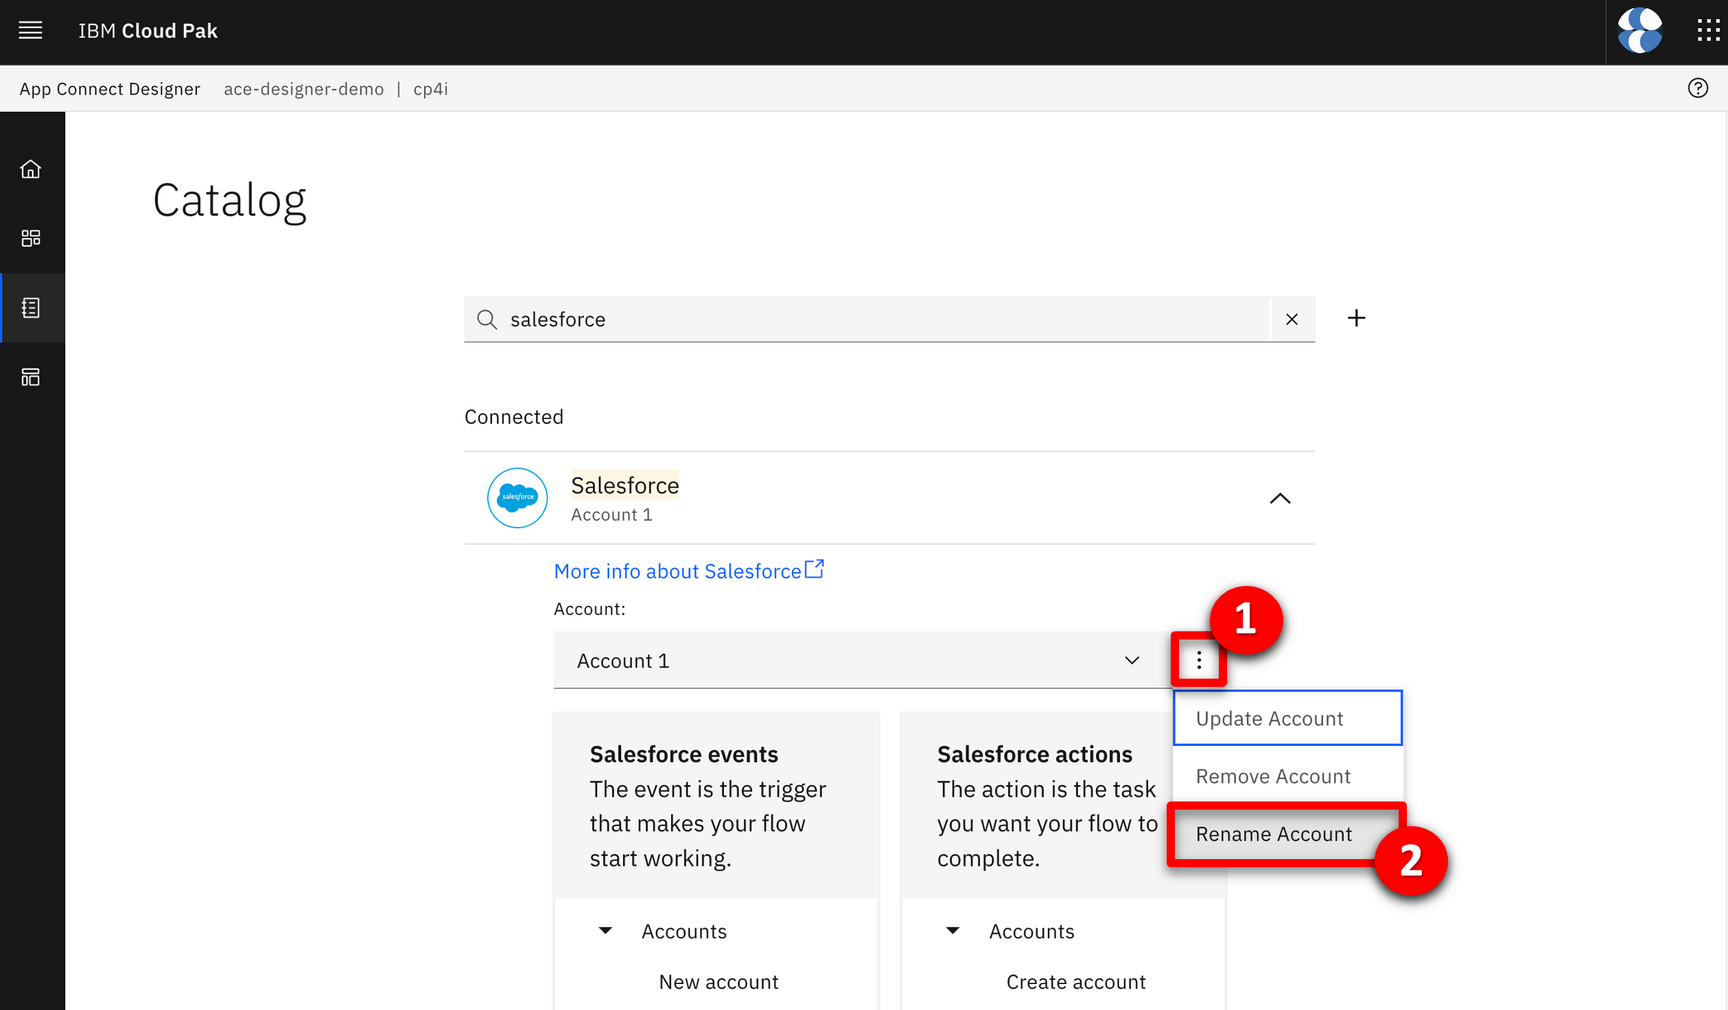 IBM Cloud Pak
App Connect Designer ace-designer-demo | cp4i
Catalog
salesforce
Connected
salesforce
Salesforce
Account 1
More info about Salesforce
Account:
Account 1
1
Update Account
Remove Account
Rename Account
2
Salesforce events
The event is the trigger
that makes your flow
start working.
Accounts
New account
Salesforce actions
The action is the task
you want your flow to
complete.
Accounts
Create account